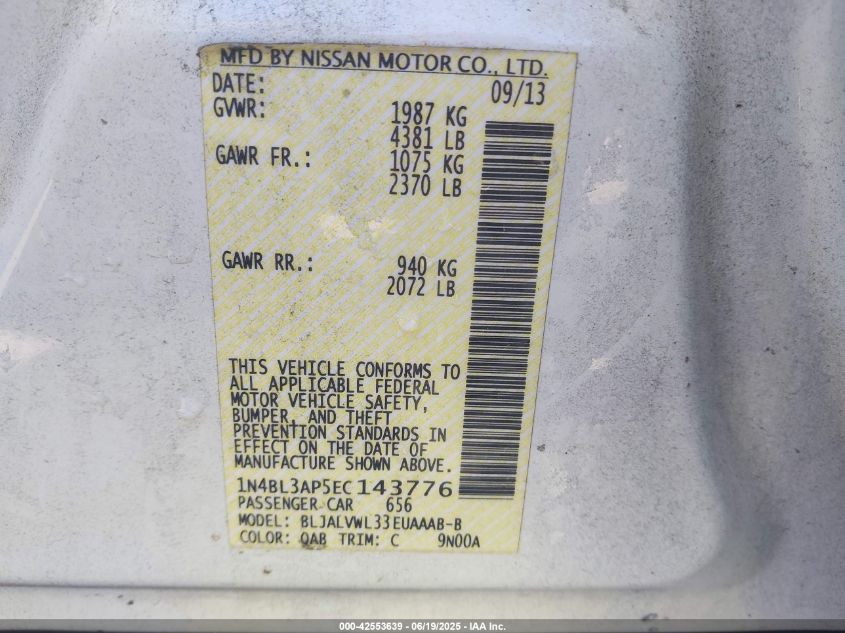 MFD BY NISSAN MOTOR CO., LTD.
DATE: 09/13
GVWR: 1987 KG
4381 LB
GAWR FR.: 1075 KG
2370 LB
GAWR RR.: 940 KG
2072 LB
THIS VEHICLE CONFORMS TO
ALL APPLICABLE FEDERAL
MOTOR VEHICLE SAFETY,
BUMPER, AND THEFT
PREVENTION STANDARDS IN
EFFECT ON THE DATE OF
MANUFACTURE SHOWN ABOVE.
1N4BL3AP5EC143776
PASSENGER CAR 656
MODEL: BLJALVWL33EUAAAB-B
COLOR: QAB TRIM: C 9N00A
000-42553639 - 06/19/2025 - IAA Inc.